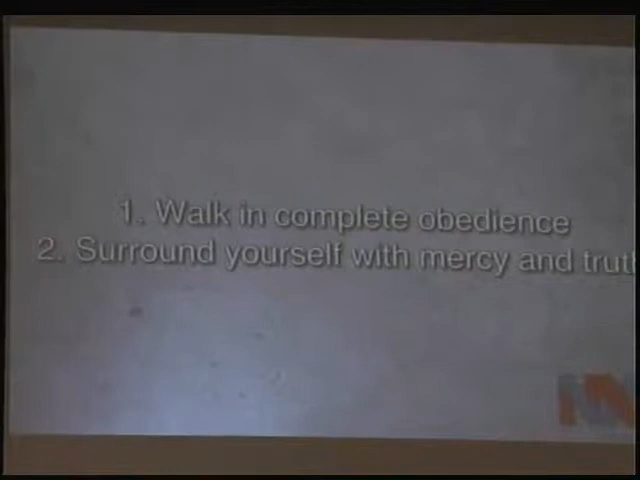 1. Walk in complete obedience
2. Surround yourself with mercy and trut